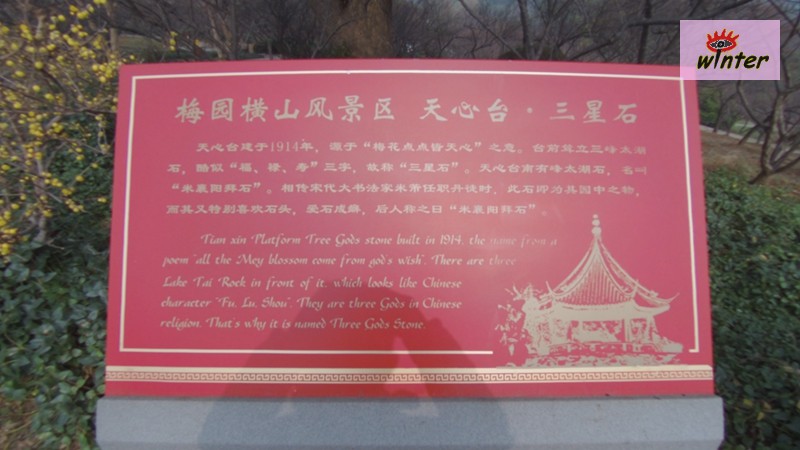 winter
梅园横山风景区 天心台·三星石
天心台建于1914年，源于“梅花点点皆天心”之意。台前耸立三峰太湖
石，酷似“福、禄、寿”三字，故称“三星石”。天心台南有峰太湖石，名叫
“米襄阳拜石”。相传宋代大书法家米芾任职丹徒时，此石即为其园中之物，
而其又特别喜欢石头，爱石成癖，后人称之曰“米襄阳拜石”。
Tian xin Platform Tree Gods stone built in 1914, the game from a
poem "all the Mey blossom come from god's wish". There are three
Lake Tai Rock in front of it, which looks like Chinese
character "Fu, Lu, Shou". They are three Gods in Chinese
religion. That's why it is named Three Gods Stone.